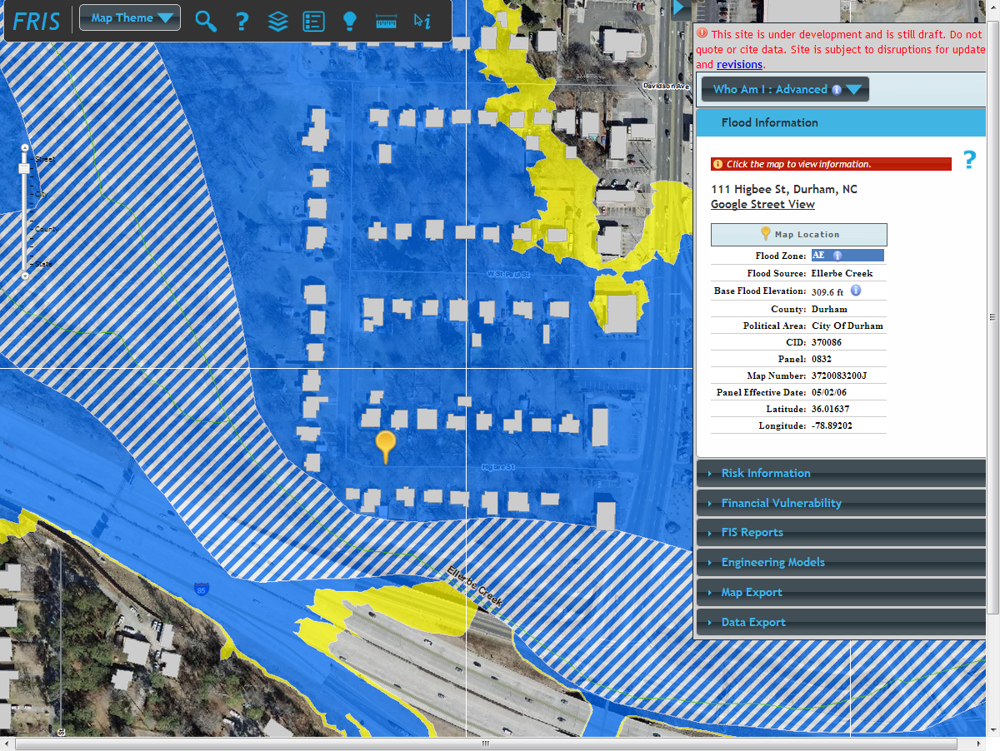 FRIS
Map Theme
?
i
Street
City
County
State
Davidson Ave
W St Paul St
Higbee St
Ellerbe Creek
85
This site is under development and is still draft. Do not
quote or cite data. Site is subject to disruptions for update
and revisions.
Who Am I : Advanced i
Flood Information
Click the map to view information.
?
111 Higbee St, Durham, NC
Google Street View
Map Location
Flood Zone: AE i
Flood Source: Ellerbe Creek
Base Flood Elevation: 309.6 ft i
County: Durham
Political Area: City Of Durham
CID: 370086
Panel: 0832
Map Number: 3720083200J
Panel Effective Date: 05/02/06
Latitude: 36.01637
Longitude: -78.89202
Risk Information
Financial Vulnerability
FIS Reports
Engineering Models
Map Export
Data Export